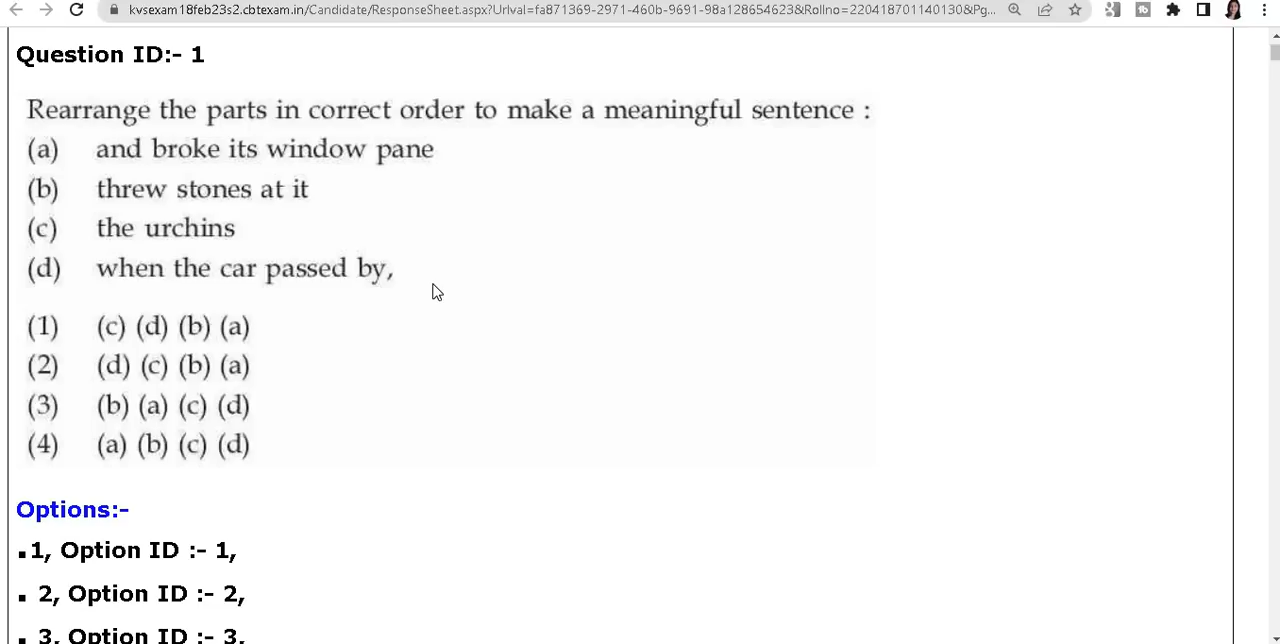 kvsexam18feb23s2.cbtexam.in/Candidate/ResponseSheet.aspx?Urlval=fa871369-2971-460b-9691-98a128654623&Rollno=220418701140130&Pg...
Question ID:- 1
Rearrange the parts in correct order to make a meaningful sentence :
(a) and broke its window pane
(b) threw stones at it
(c) the urchins
(d) when the car passed by,
(1) (c) (d) (b) (a)
(2) (d) (c) (b) (a)
(3) (b) (a) (c) (d)
(4) (a) (b) (c) (d)
Options:-
1, Option ID :- 1,
2, Option ID :- 2,
3, Option ID :- 3,